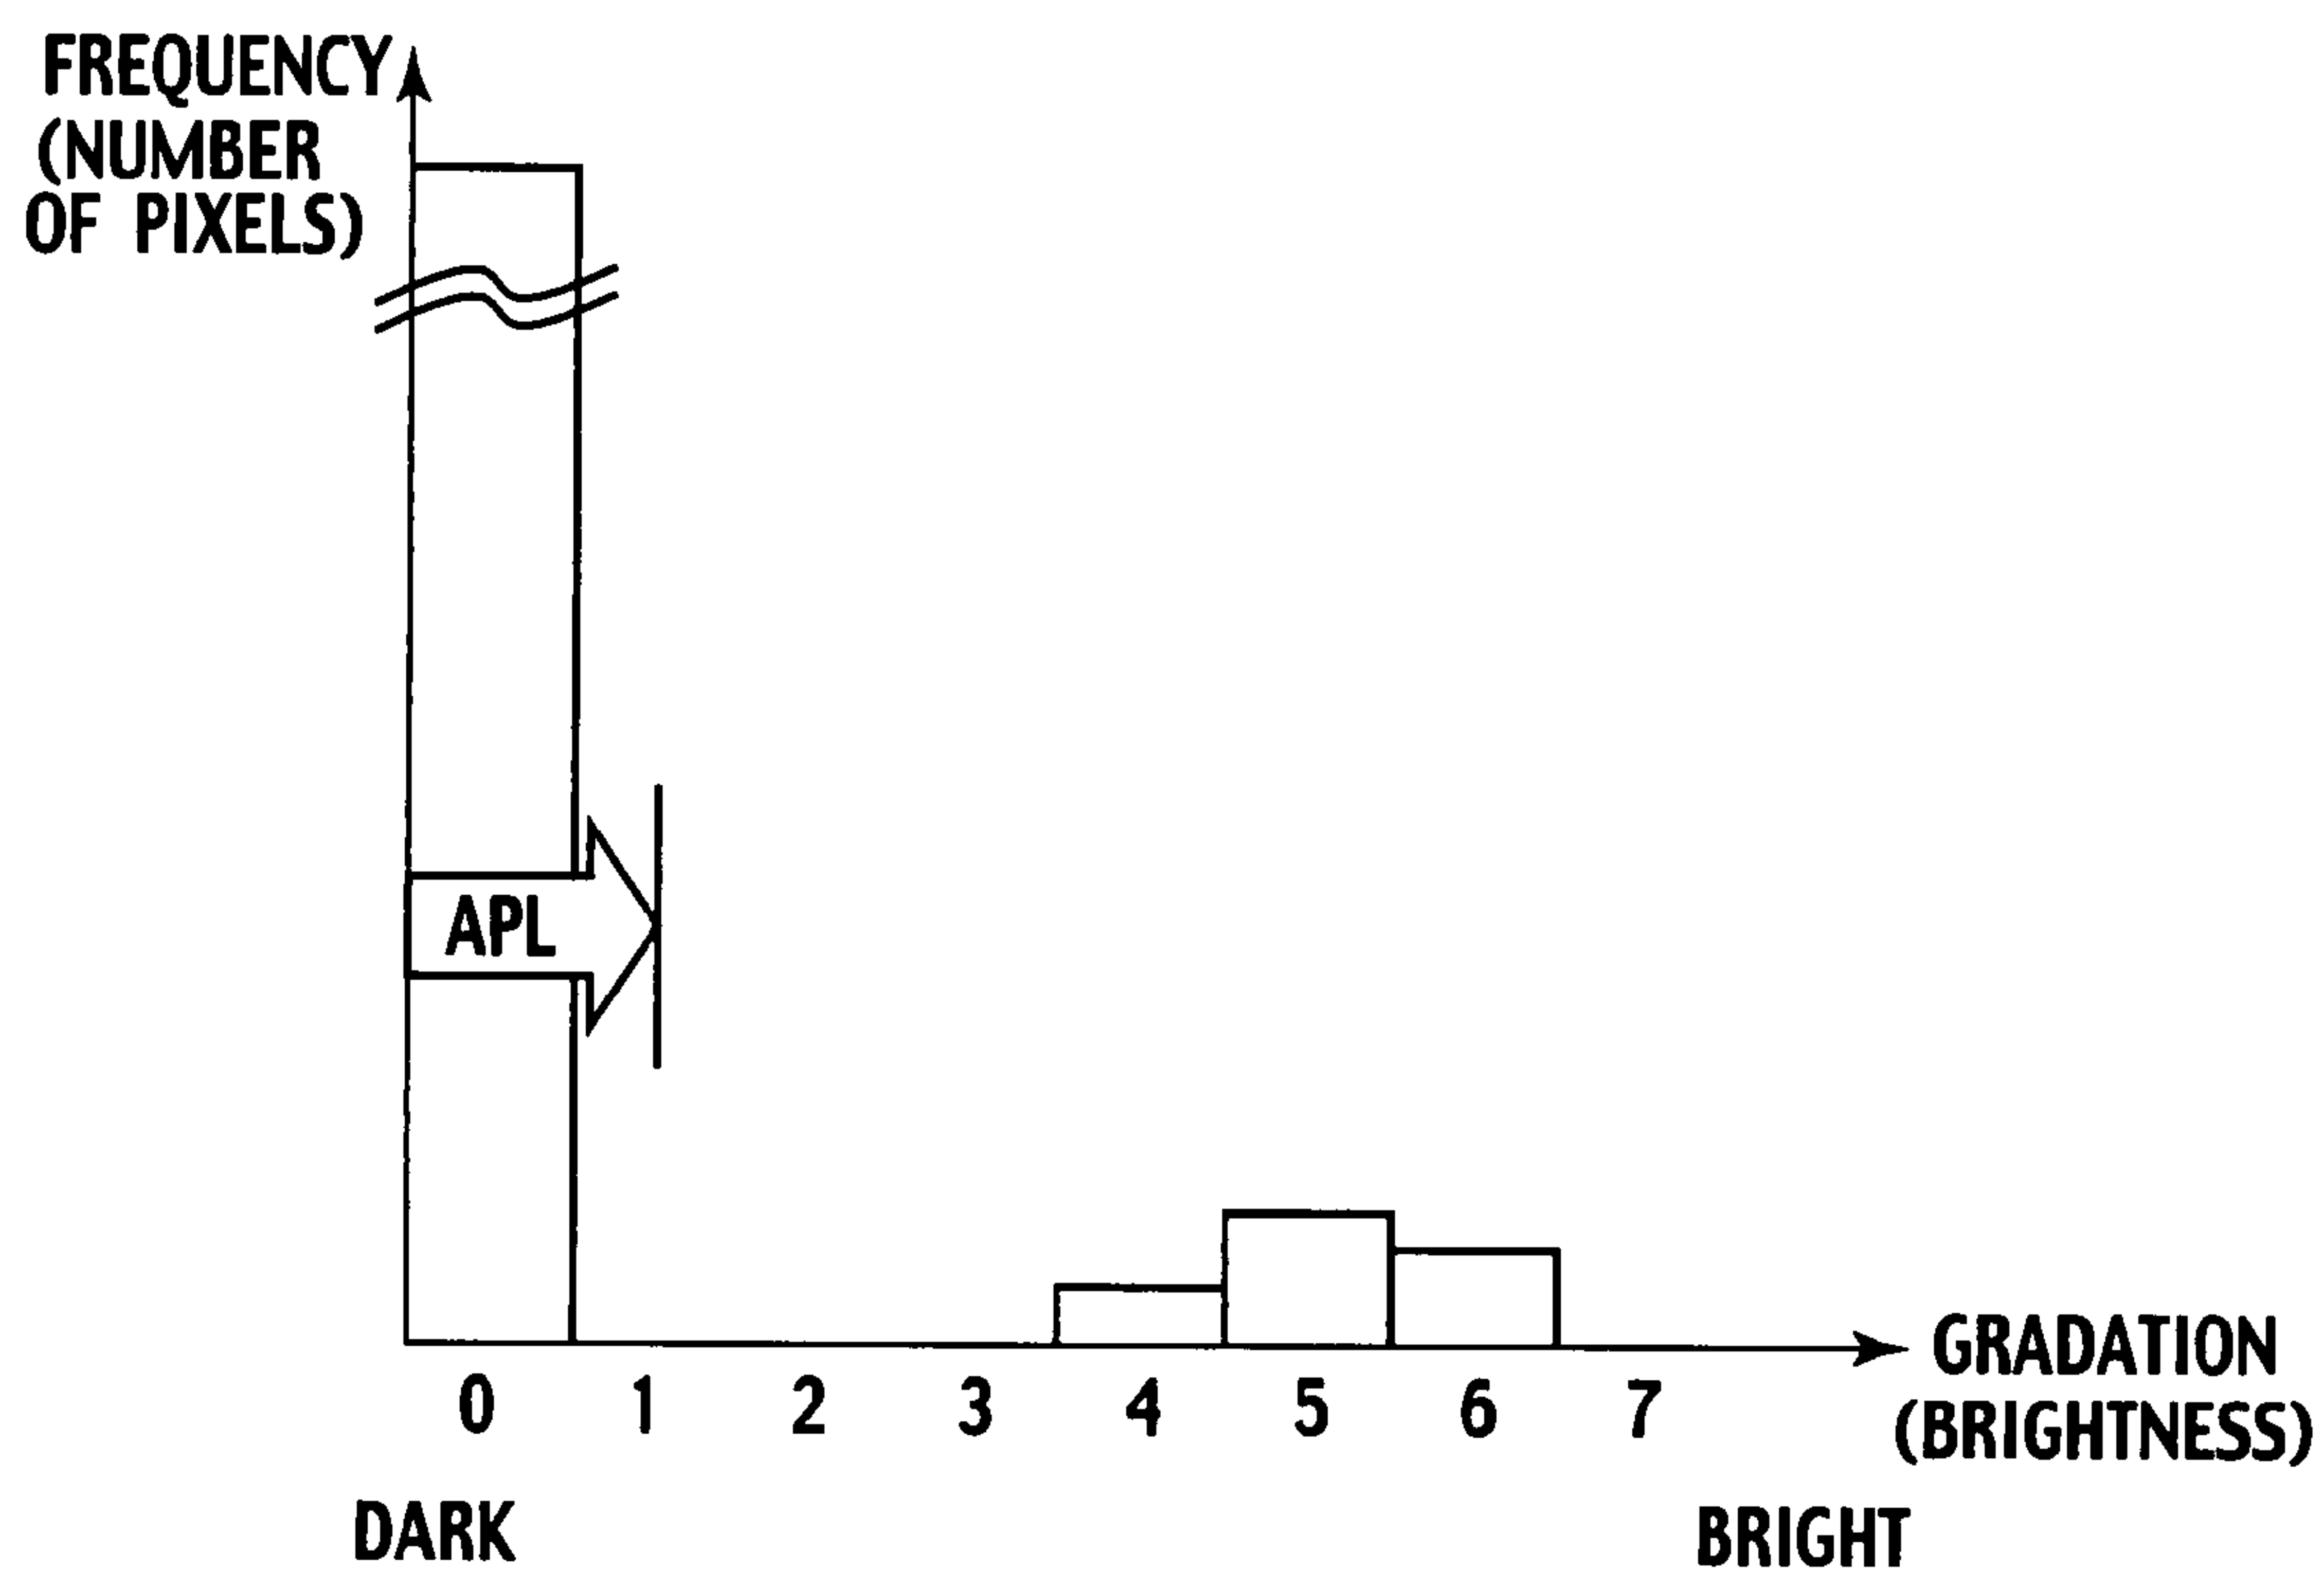 FREQUENCY
(NUMBER
OF PIXELS)
APL
0 1 2 3 4 5 6 7
GRADATION
(BRIGHTNESS)
DARK BRIGHT